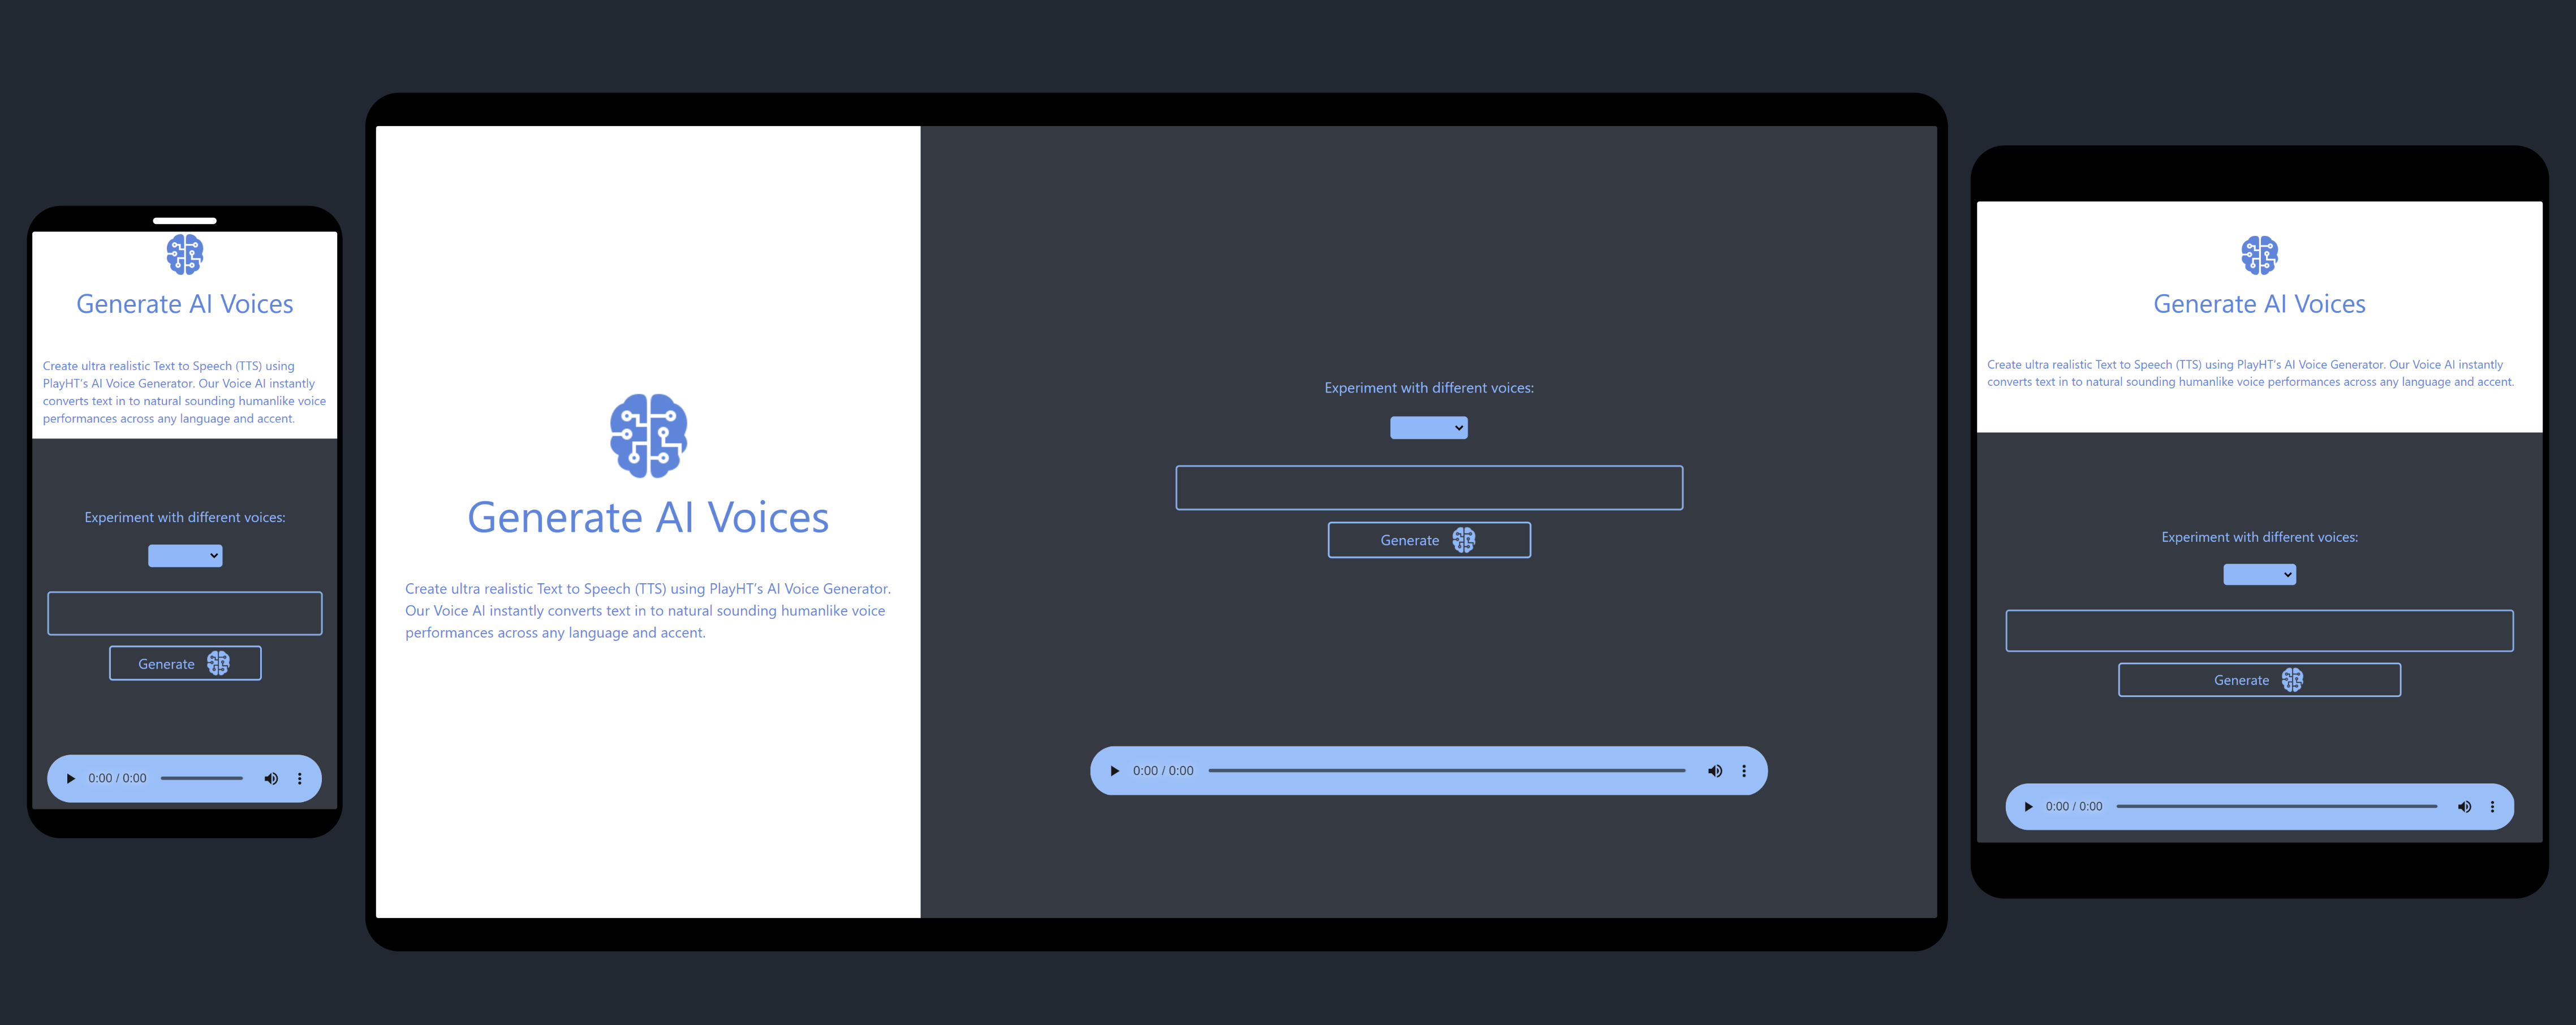 Generate AI Voices
Create ultra realistic Text to Speech (TTS) using
PlayHT's AI Voice Generator. Our Voice AI instantly
converts text in to natural sounding humanlike voice
performances across any language and accent.
Experiment with different voices:
Generate
0:00 / 0:00
Generate AI Voices
Create ultra realistic Text to Speech (TTS) using PlayHT's AI Voice Generator.
Our Voice AI instantly converts text in to natural sounding humanlike voice
performances across any language and accent.
Experiment with different voices:
Generate
0:00 / 0:00
Generate AI Voices
Create ultra realistic Text to Speech (TTS) using PlayHT's AI Voice Generator. Our Voice AI instantly
converts text in to natural sounding humanlike voice performances across any language and accent.
Experiment with different voices:
Generate
0:00 / 0:00